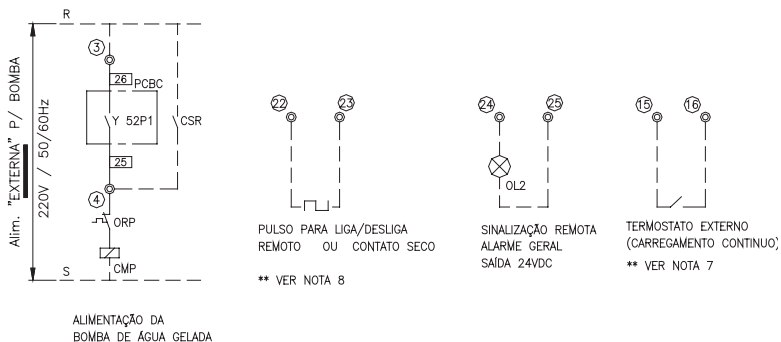 R
3
26 PCBC
Y 52P1
CSR
25
4
ORP
CMP
S
Alim. "EXTERNA" P/ BOMBA
220V / 50/60Hz
ALIMENTAÇÃO DA
BOMBA DE ÁGUA GELADA
22 23
PULSO PARA LIGA/DESLIGA
REMOTO OU CONTATO SECO
** VER NOTA 8
24 25
OL2
SINALIZAÇÃO REMOTA
ALARME GERAL
SAÍDA 24VDC
15 16
TERMOSTATO EXTERNO
(CARREGAMENTO CONTINUO)
** VER NOTA 7